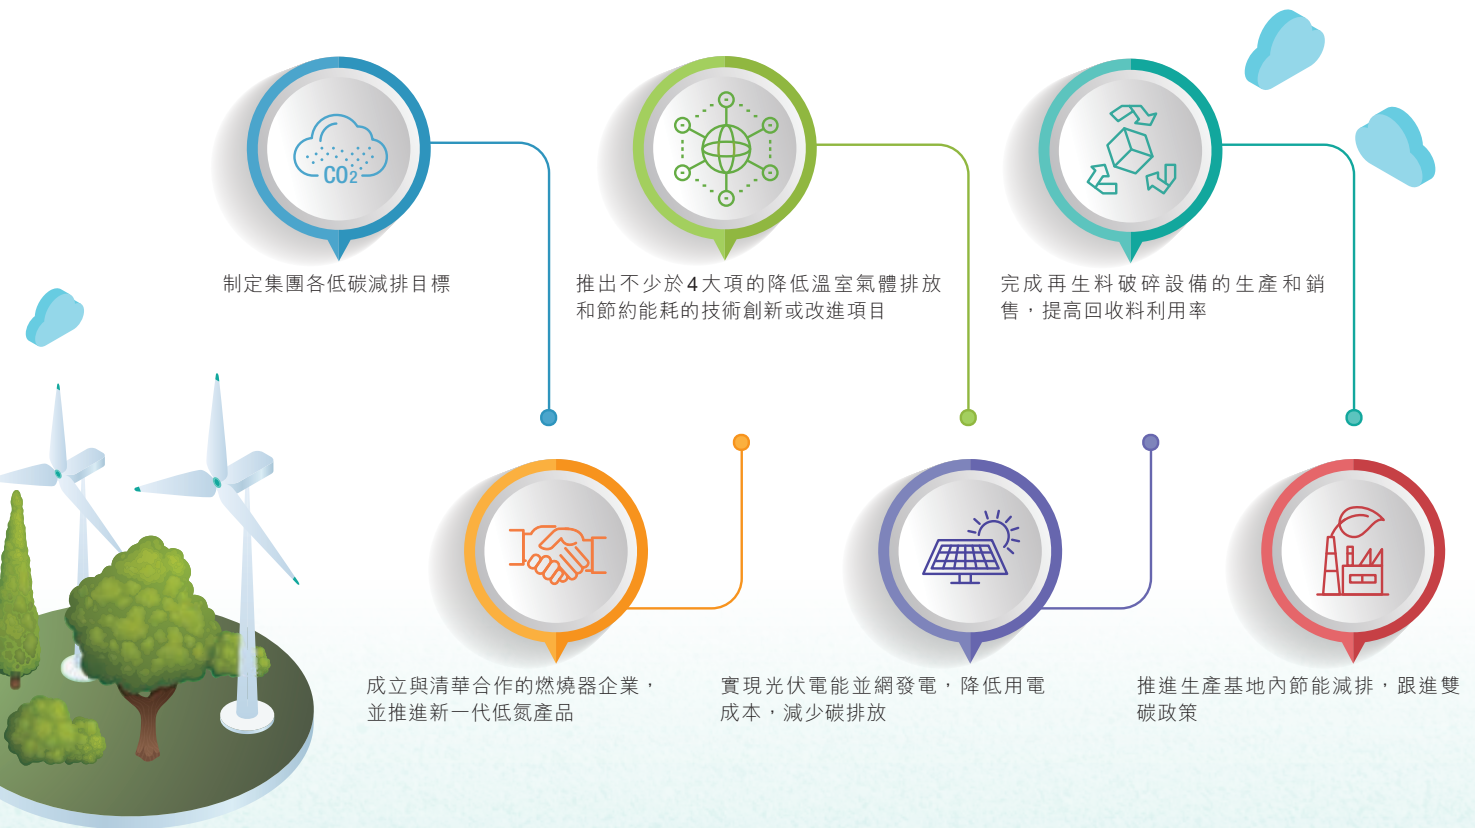 CO2
制定集團各低碳減排目標
推出不少於4大項的降低溫室氣體排放
和節約能耗的技術創新或改進項目
完成再生料破碎設備的生產和銷
售，提高回收料利用率
成立與清華合作的燃燒器企業，
並推進新一代低氮產品
實現光伏電能並網發電，降低用電
成本，減少碳排放
推進生產基地內節能減排，跟進雙
碳政策